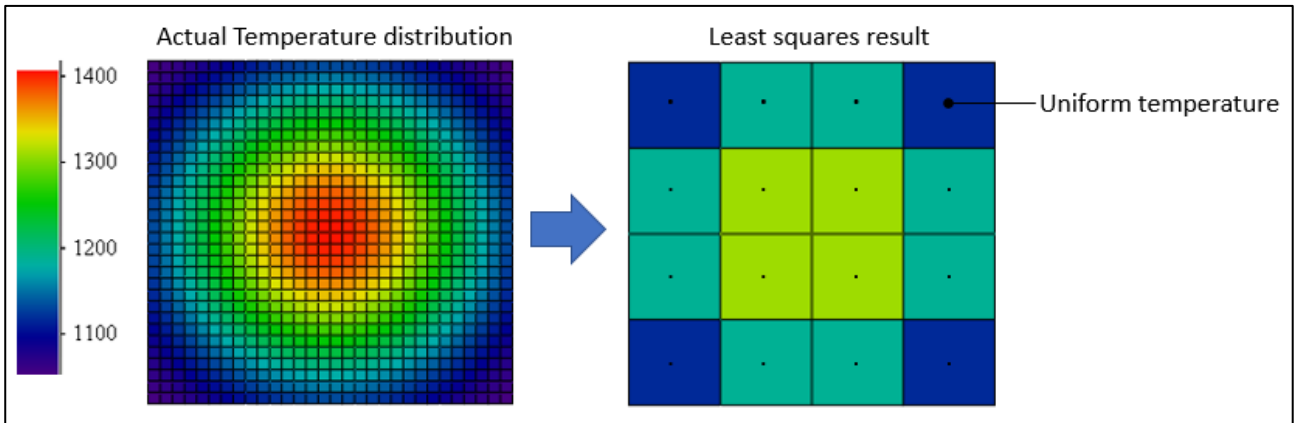 Actual Temperature distribution
Least squares result
1400
1300
1200
1100
Uniform temperature